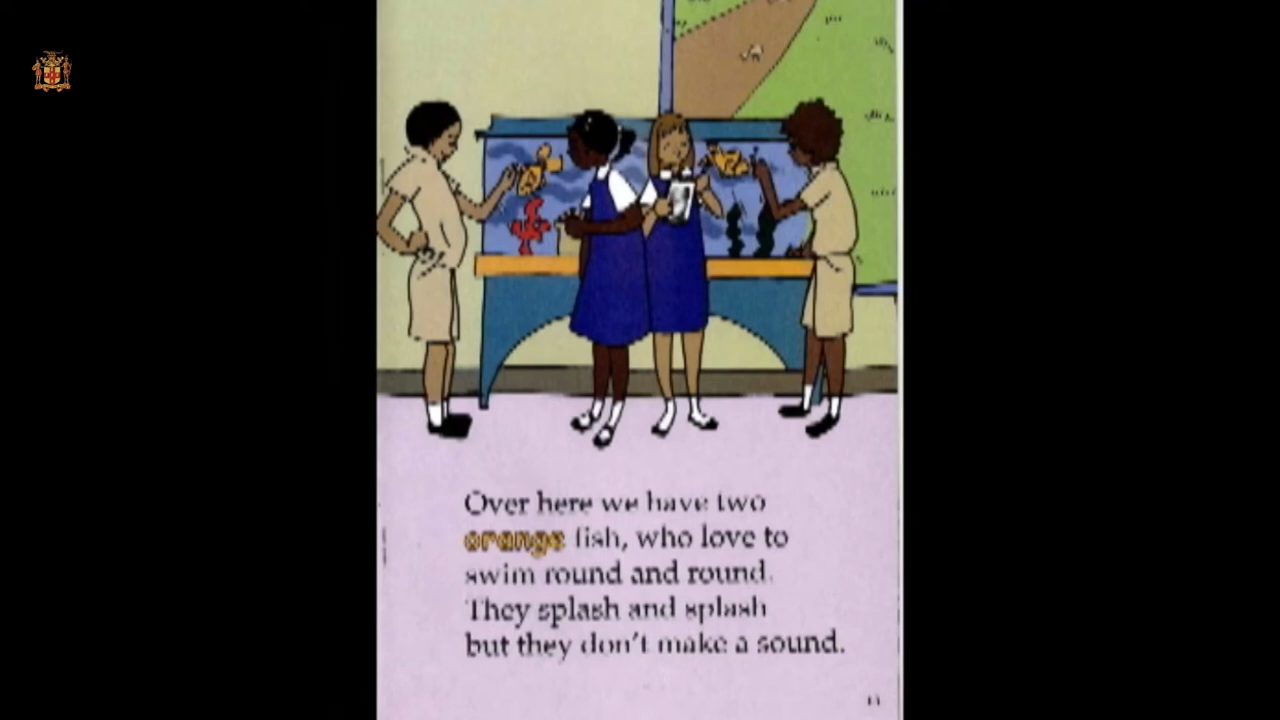 Over here we have two
orange fish, who love to
swim round and round.
They splash and splash
but they don't make a sound.
11